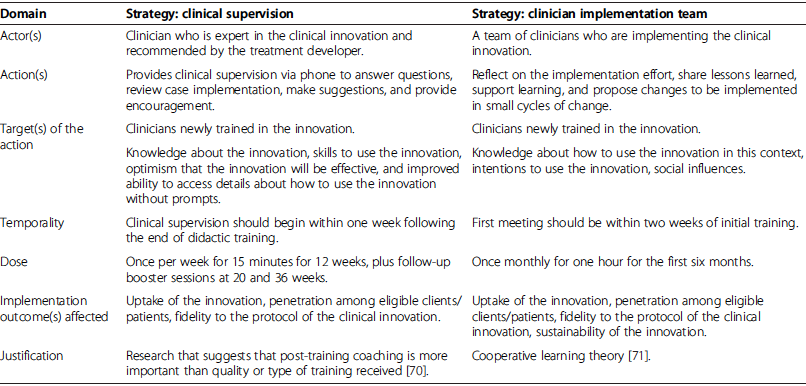 Domain Strategy: clinical supervision Strategy: clinician implementation team
Actor(s) Clinician who is expert in the clinical innovation and A team of clinicians who are implementing the clinical
recommended by the treatment developer. innovation.
Action(s) Provides clinical supervision via phone to answer questions, Reflect on the implementation effort, share lessons learned,
review case implementation, make suggestions, and provide support learning, and propose changes to be implemented
encouragement. in small cycles of change.
Target(s) of the Clinicians newly trained in the innovation. Clinicians newly trained in the innovation.
action
Knowledge about the innovation, skills to use the innovation, Knowledge about how to use the innovation in this context,
optimism that the innovation will be effective, and improved intentions to use the innovation, social influences.
ability to access details about how to use the innovation
without prompts.
Temporality Clinical supervision should begin within one week following First meeting should be within two weeks of initial training.
the end of didactic training.
Dose Once per week for 15 minutes for 12 weeks, plus follow-up Once monthly for one hour for the first six months.
booster sessions at 20 and 36 weeks.
Implementation Uptake of the innovation, penetration among eligible clients/ Uptake of the innovation, penetration among eligible
outcome(s) affected patients, fidelity to the protocol of the clinical innovation. clients/patients, fidelity to the protocol of the clinical
innovation, sustainability of the innovation.
Justification Research that suggests that post-training coaching is more Cooperative learning theory [71].
important than quality or type of training received [70].